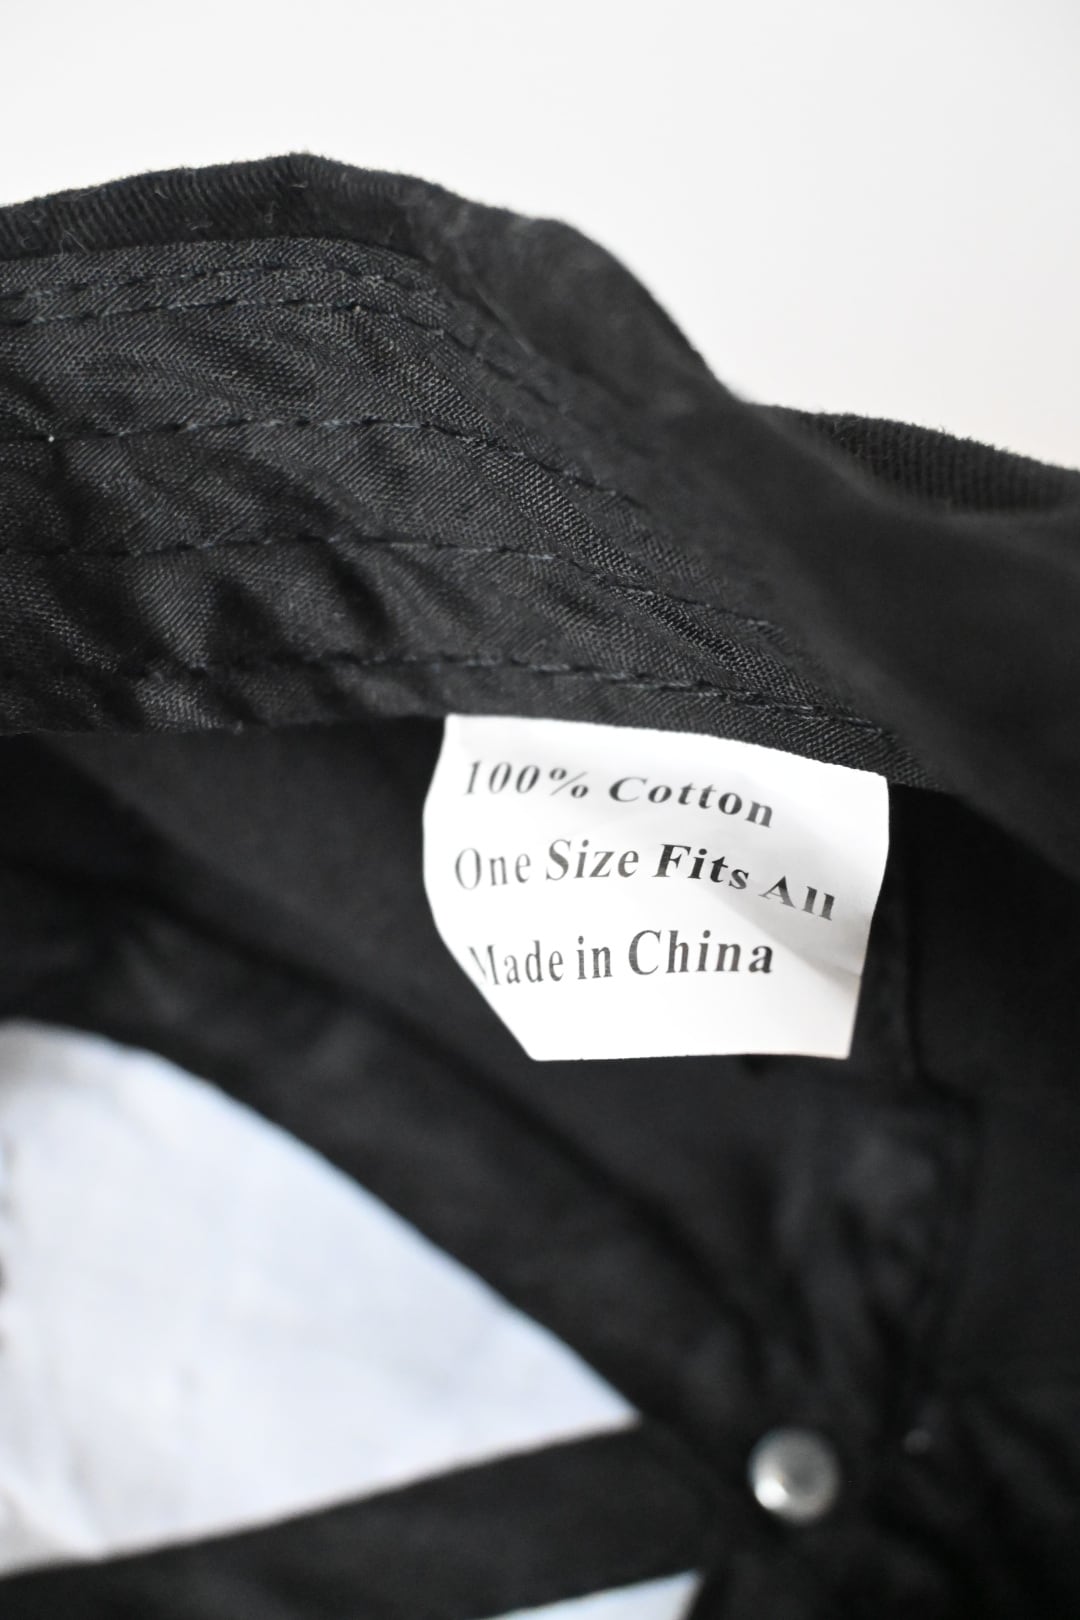 100% Cotton
One Size Fits All
Made in China